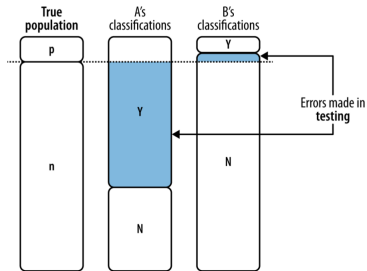 True
population
A's
classifications
B's
classifications
p
Y
Y
n
N
N
Errors made in
testing